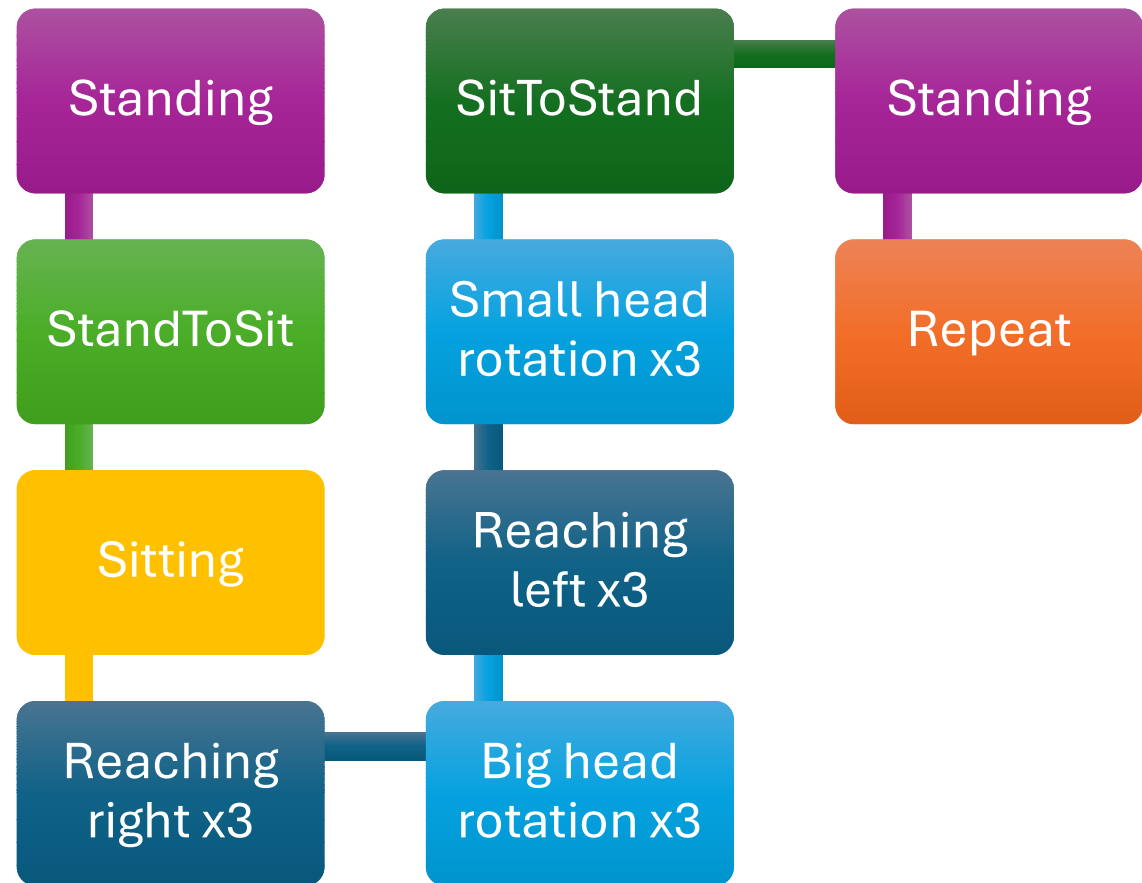 Standing
StandToSit
Sitting
Reaching
right x3
Big head
rotation x3
Reaching
left x3
Small head
rotation x3
SitToStand
Standing
Repeat